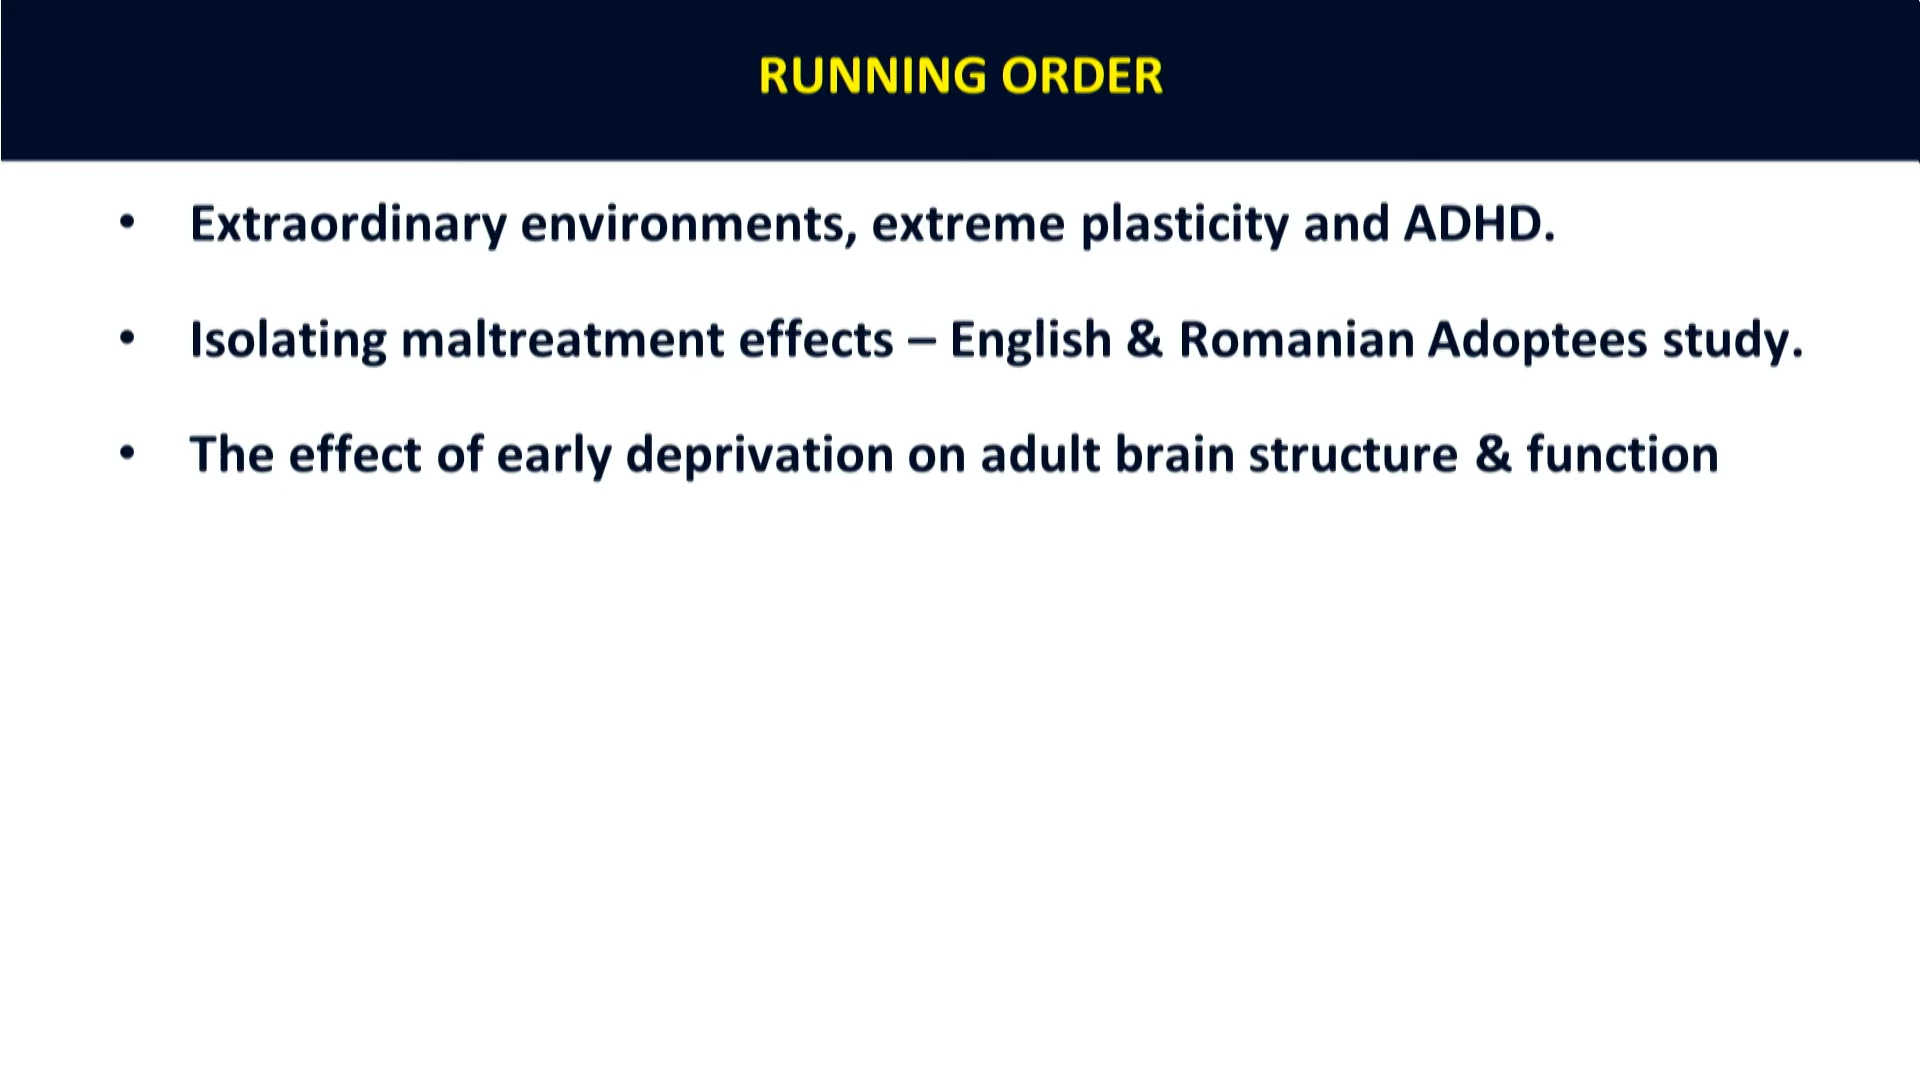 RUNNING ORDER
• Extraordinary environments, extreme plasticity and ADHD.
• Isolating maltreatment effects – English & Romanian Adoptees study.
• The effect of early deprivation on adult brain structure & function